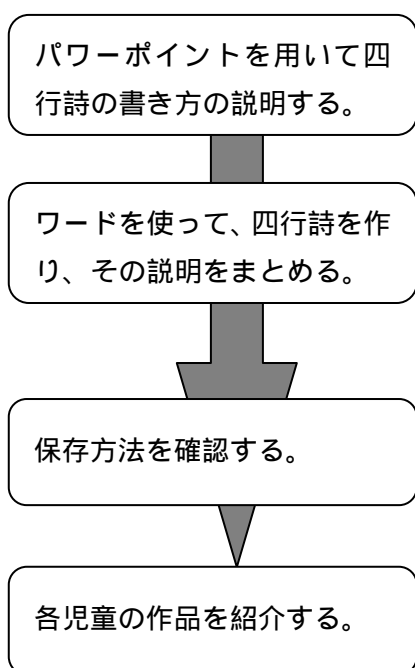 パワーポイントを用いて四
行詩の書き方の説明する。
ワードを使って、四行詩を作
り、その説明をまとめる。
保存方法を確認する。
各児童の作品を紹介する。